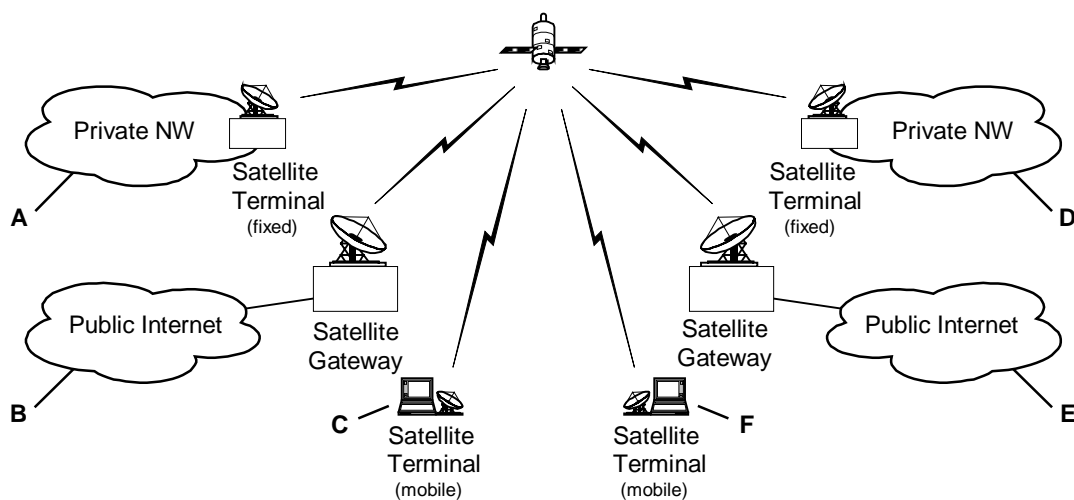 Private NW
Satellite
Terminal
(fixed)
A
Public Internet
Satellite
Gateway
B
C
Satellite
Terminal
(mobile)
Private NW
Satellite
Terminal
(fixed)
D
Public Internet
Satellite
Gateway
E
F
Satellite
Terminal
(mobile)